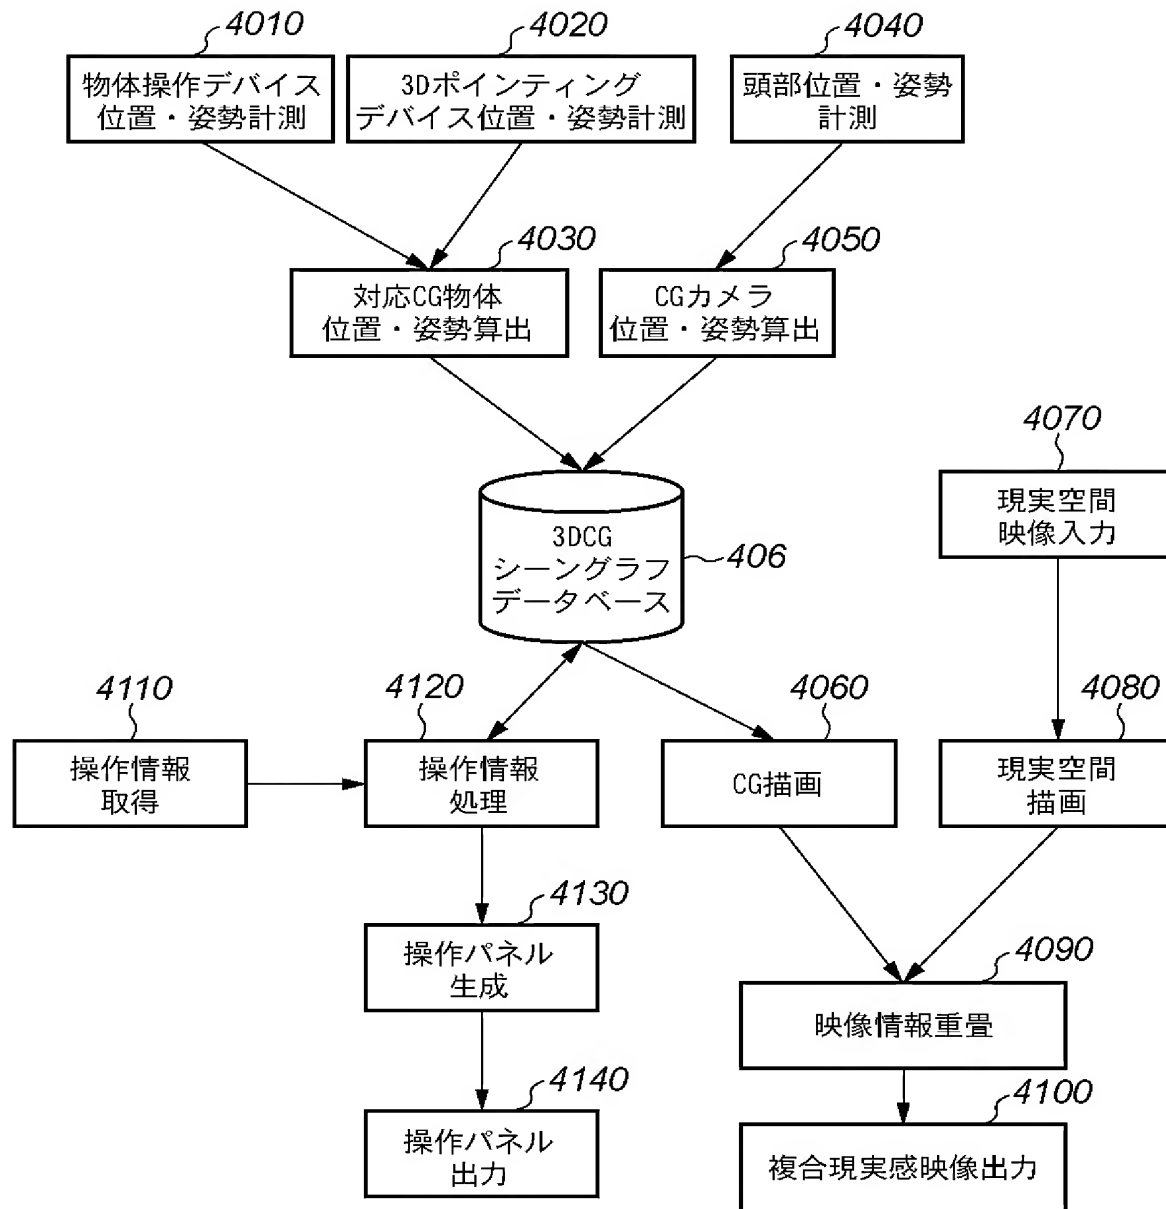 4010
4020
4040
物体操作デバイス
位置・姿勢計測
3Dポインティング
デバイス位置・姿勢計測
頭部位置・姿勢
計測
4030
4050
対応CG物体
位置・姿勢算出
CGカメラ
位置・姿勢算出
4070
現実空間
映像入力
3DCG
シーングラフ
データベース
406
4110
4120
4060
4080
操作情報
取得
操作情報
処理
CG描画
現実空間
描画
4130
操作パネル
生成
4090
映像情報重畳
4140
操作パネル
出力
4100
複合現実感映像出力